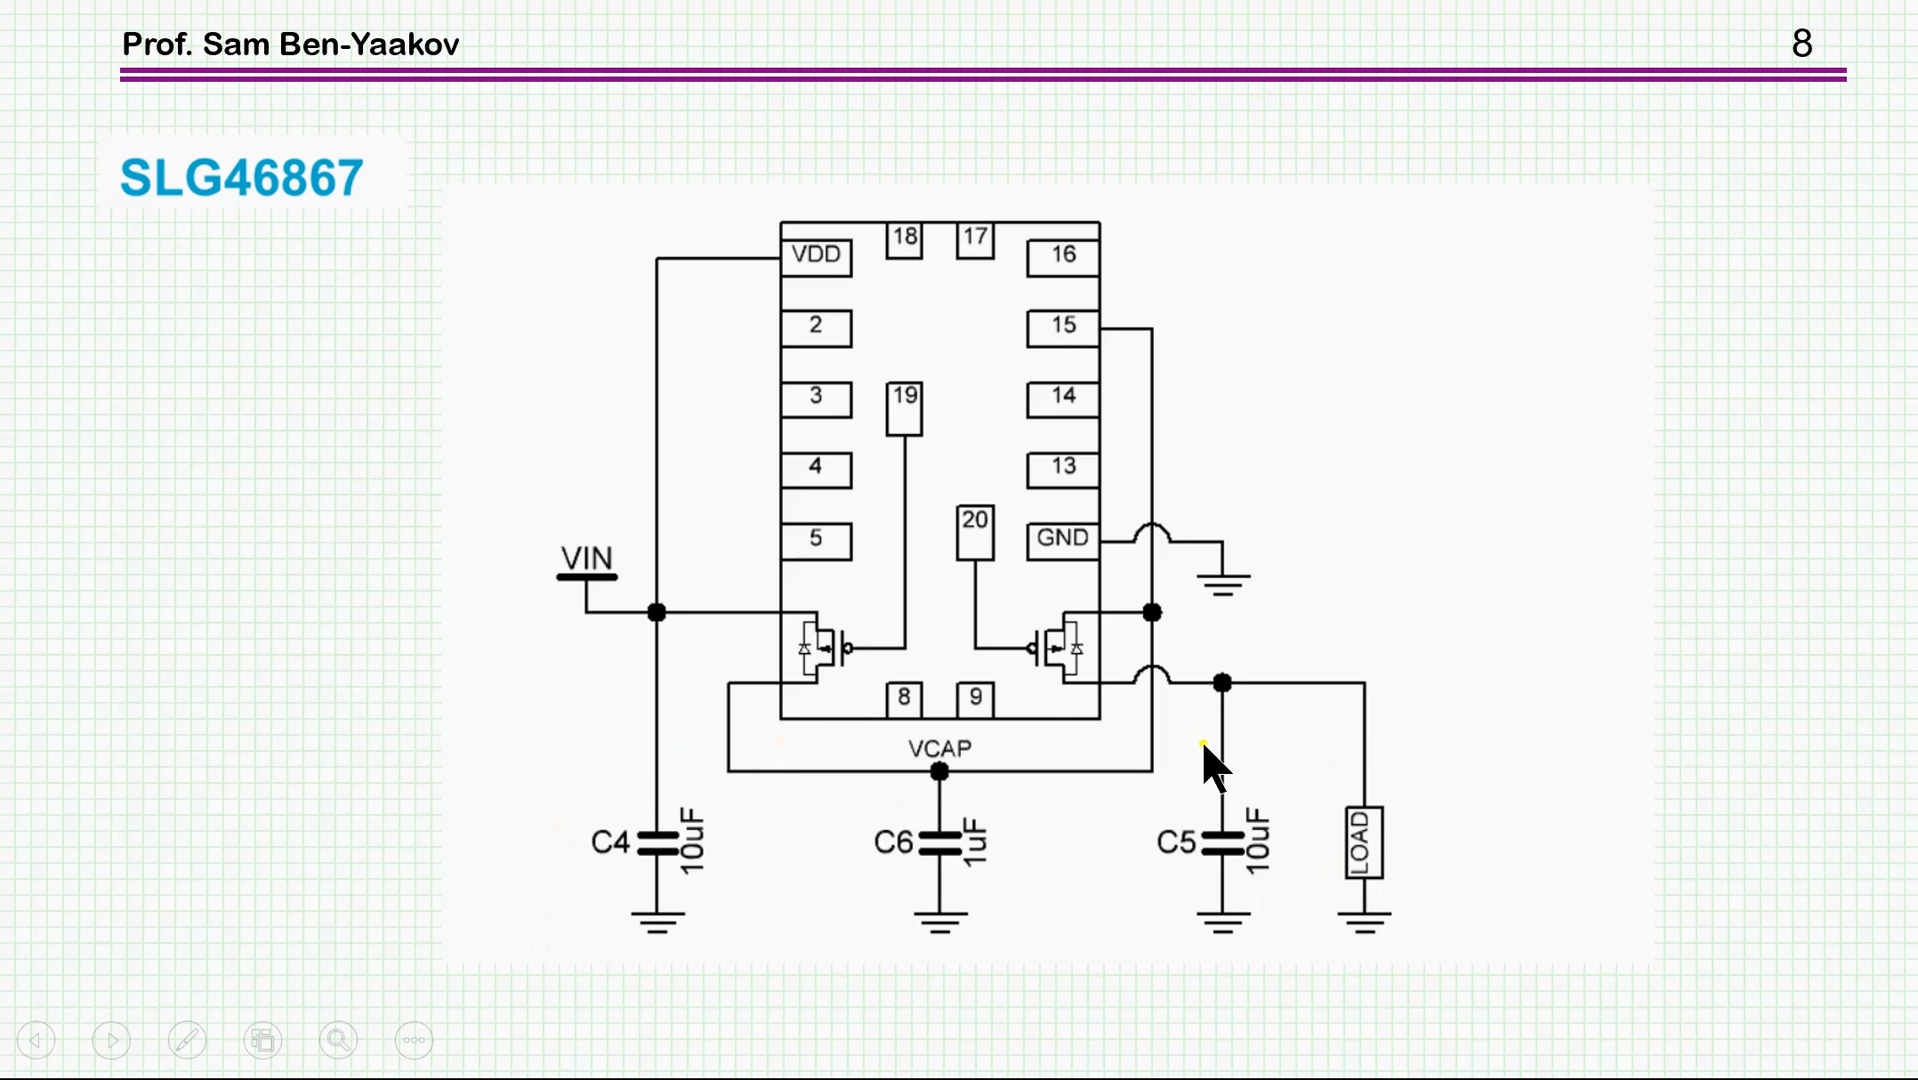 Prof. Sam Ben-Yaakov
8
SLG46867
18
17
VDD
16
2
15
3
19
14
4
13
20
5
GND
VIN
8
9
VCAP
C4
10uF
C6
1uF
C5
10uF
LOAD